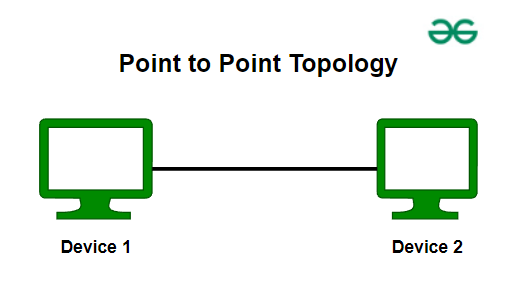 Point to Point Topology
Device 1
Device 2